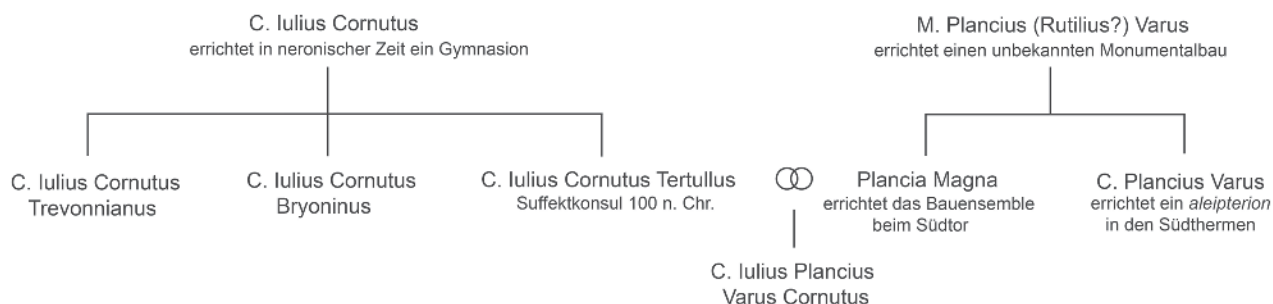 C. Iulius Cornutus
errichtet in neronischer Zeit ein Gymnasion
M. Plancius (Rutilius?) Varus
errichtet einen unbekannten Monumentalbau
C. Iulius Cornutus
Trevonnianus
C. Iulius Cornutus
Bryoninus
C. Iulius Cornutus Tertullus
Suffektkonsul 100 n. Chr.
Plancia Magna
errichtet das Bauensemble
beim Südtor
C. Plancius Varus
errichtet ein aleipterion
in den Südthermen
C. Iulius Plancius
Varus Cornutus